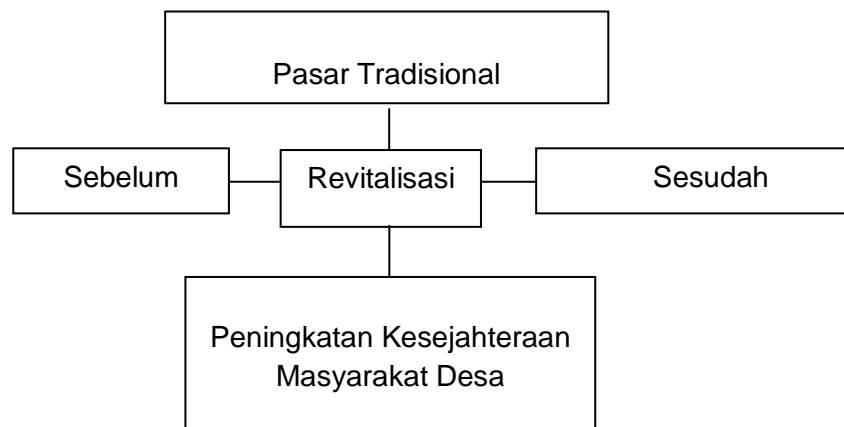 Pasar Tradisional
Sebelum
Revitalisasi
Sesudah
Peningkatan Kesejahteraan
Masyarakat Desa